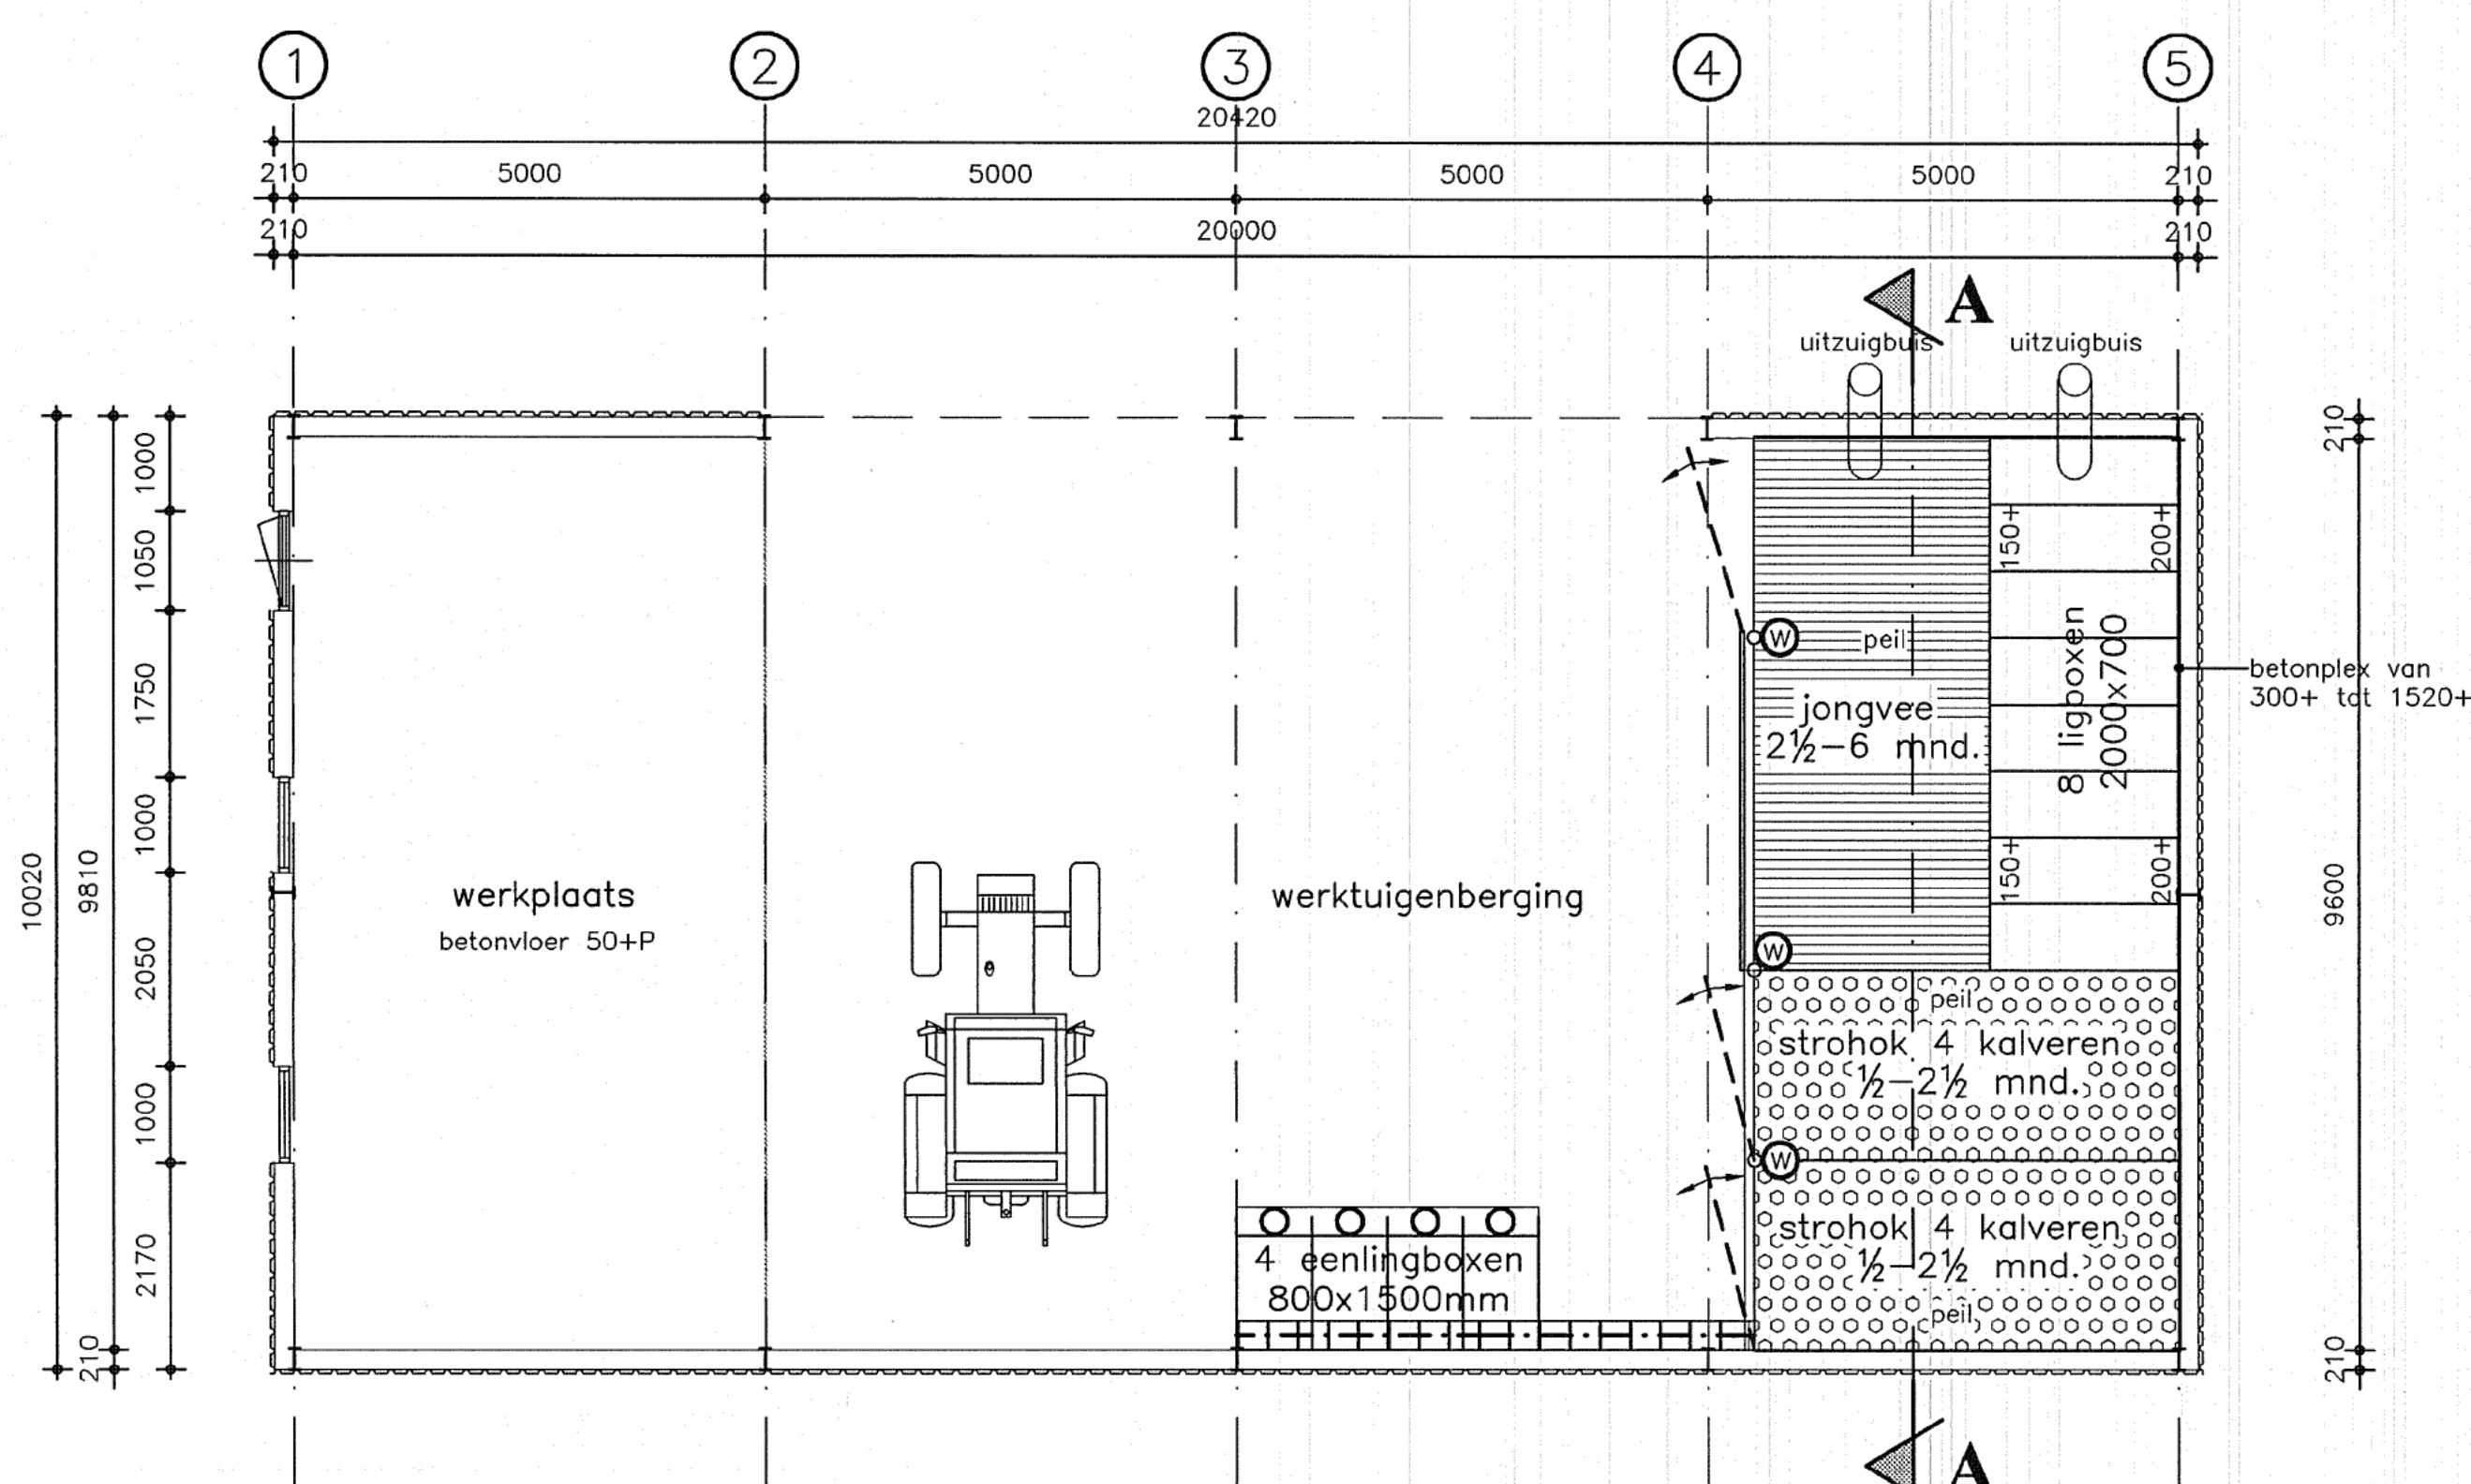 1 2 3 4 5
20420
210 5000 5000 5000 5000 210
210 20000 210
A
uitzuigbuis uitzuigbuis
10020
9810
210
1000
1050
1750
1000
2050
1000
2170
210
9600
210
werkplaats
betonvloer 50+P
werktuigenberging
4 eenlingboxen
800x1500mm
W
peil
jongvee
2½-6 mnd.
W
150+ 200+
8 ligboxen
2000x700
150+ 200+
betonplex van
300+ tot 1520+
peil
strohok 4 kalveren
½-2½ mnd.
W
strohok 4 kalveren
½-2½ mnd.
peil
A